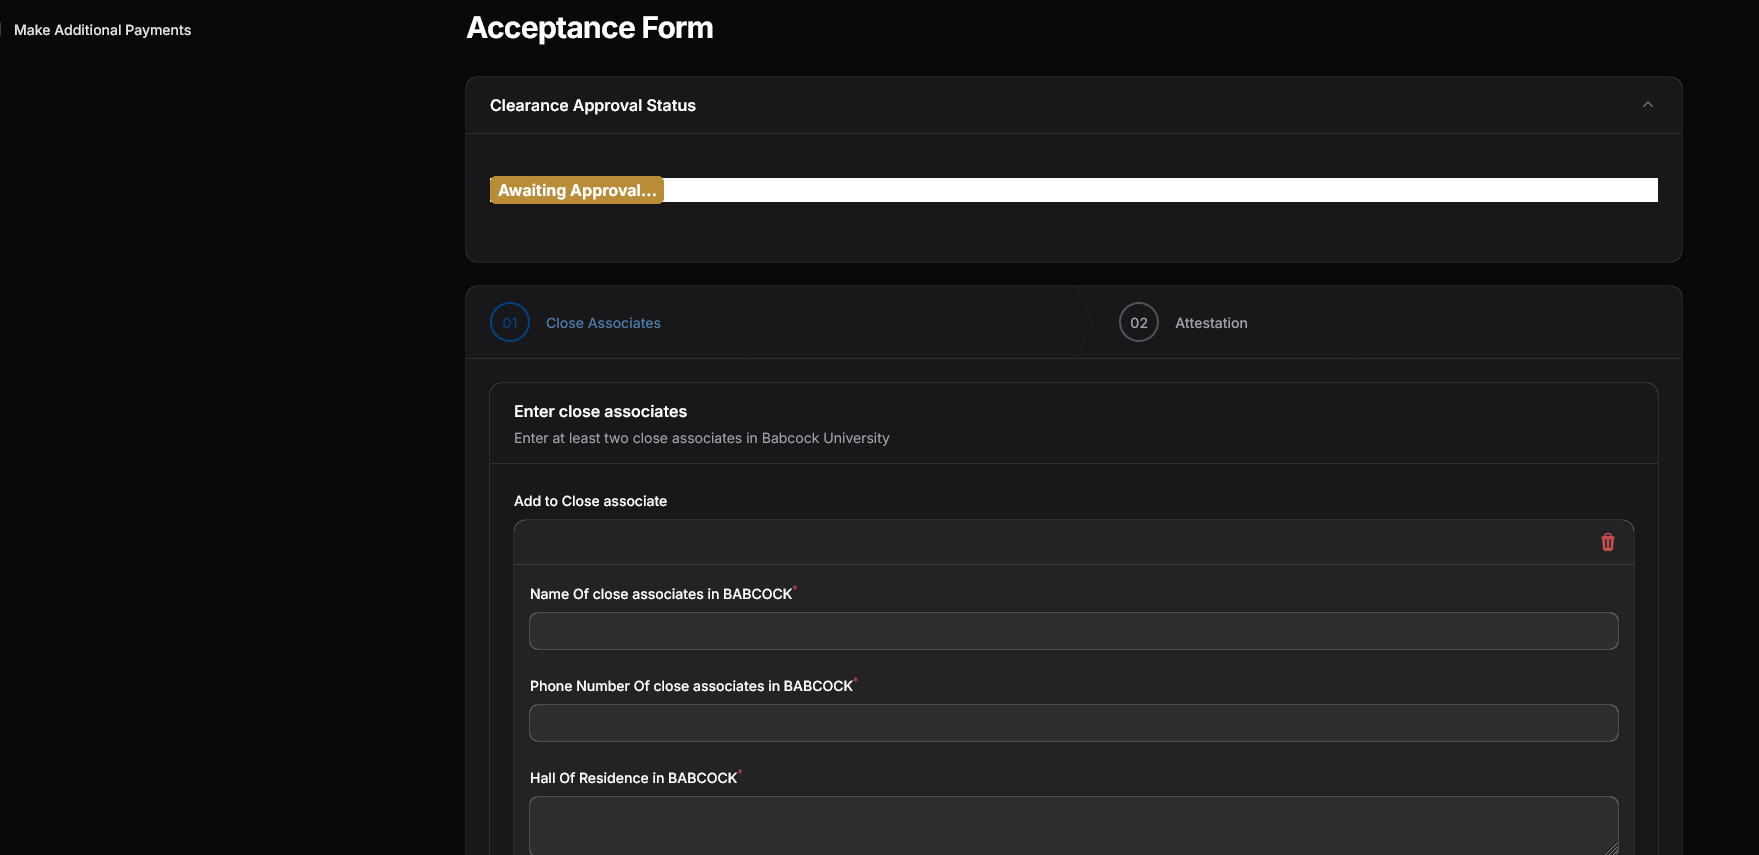 Make Additional Payments
Acceptance Form
Clearance Approval Status
Awaiting Approval...
01 Close Associates
02 Attestation
Enter close associates
Enter at least two close associates in Babcock University
Add to Close associate
Name Of close associates in BABCOCK*
Phone Number Of close associates in BABCOCK*
Hall Of Residence in BABCOCK*